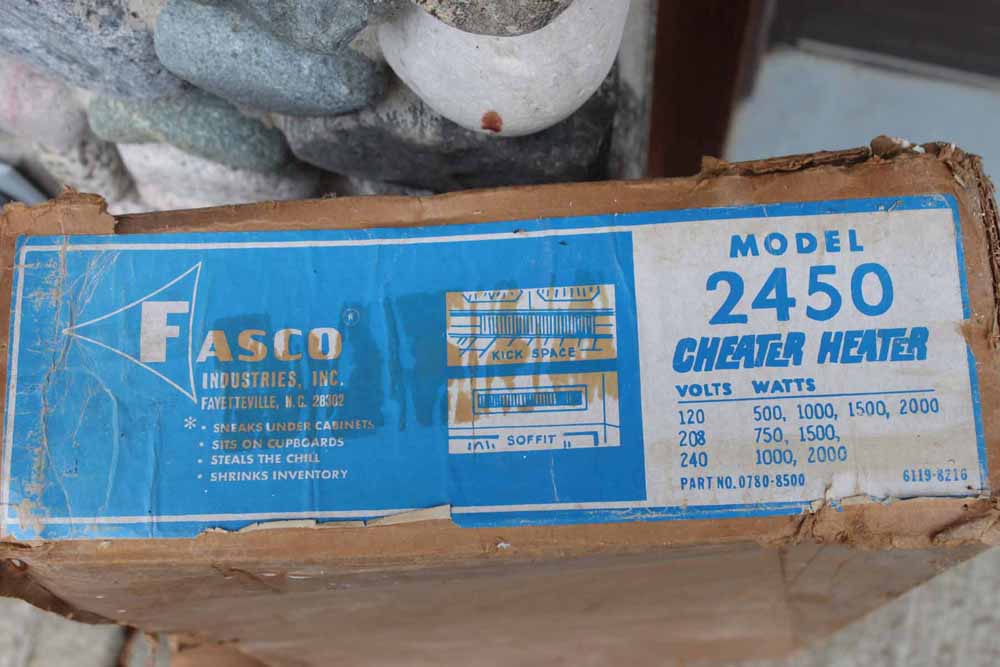 FASCO®
INDUSTRIES, INC.
FAYETTEVILLE, N.C. 28302
* • SNEAKS UNDER CABINETS
• SITS ON CUPBOARDS
• STEALS THE CHILL
• SHRINKS INVENTORY
KICK SPACE
SOFFIT
MODEL
2450
CHEATER HEATER
VOLTS WATTS
120 500, 1000, 1500, 2000
208 750, 1500,
240 1000, 2000
PART NO. 0780-8500
6119-8216